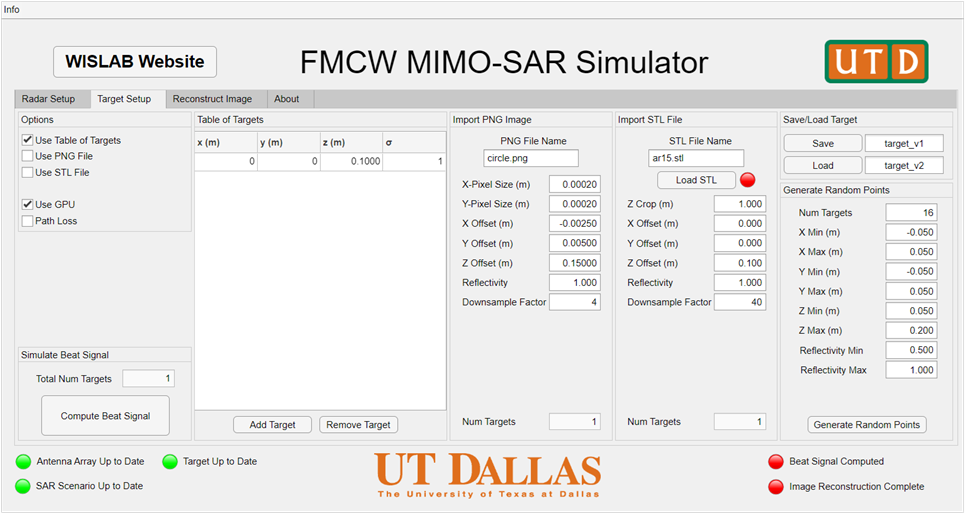 Info
WISLAB Website
FMCW MIMO-SAR Simulator
UTD
Radar Setup
Target Setup
Reconstruct Image
About
Options
Use Table of Targets
Use PNG File
Use STL File
Use GPU
Path Loss
Simulate Beat Signal
Total Num Targets 1
Compute Beat Signal
Table of Targets
x (m) y (m) z (m) σ
0 0 0.1000 1
Add Target
Remove Target
Import PNG Image
PNG File Name
circle.png
X-Pixel Size (m) 0.00020
Y-Pixel Size (m) 0.00020
X Offset (m) -0.00250
Y Offset (m) 0.00500
Z Offset (m) 0.15000
Reflectivity 1.000
Downsample Factor 4
Num Targets 1
Import STL File
STL File Name
ar15.stl
Load STL
Z Crop (m) 1.000
X Offset (m) 0.000
Y Offset (m) 0.000
Z Offset (m) 0.100
Reflectivity 1.000
Downsample Factor 40
Num Targets 1
Save/Load Target
Save target_v1
Load target_v2
Generate Random Points
Num Targets 16
X Min (m) -0.050
X Max (m) 0.050
Y Min (m) -0.050
Y Max (m) 0.050
Z Min (m) 0.050
Z Max (m) 0.200
Reflectivity Min 0.500
Reflectivity Max 1.000
Generate Random Points
Antenna Array Up to Date
Target Up to Date
SAR Scenario Up to Date
UT DALLAS
The University of Texas at Dallas
Beat Signal Computed
Image Reconstruction Complete